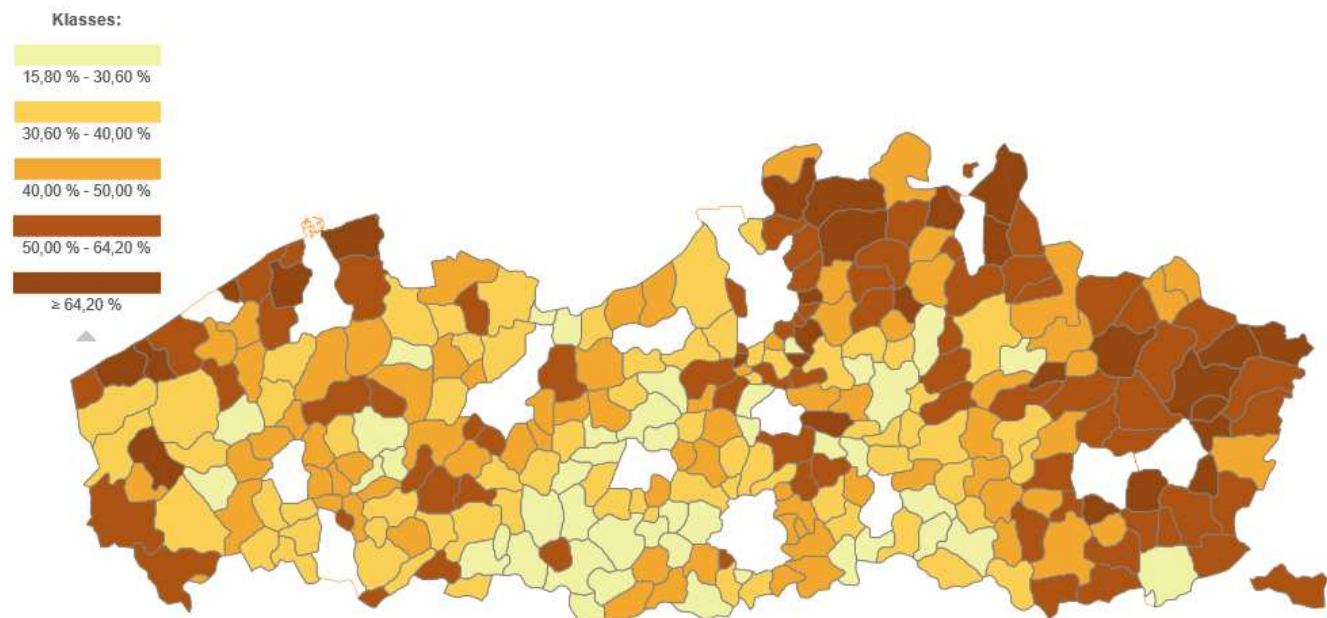 Klasses:
15,80 % - 30,60 %
30,60 % - 40,00 %
40,00 % - 50,00 %
50,00 % - 64,20 %
≥ 64,20 %